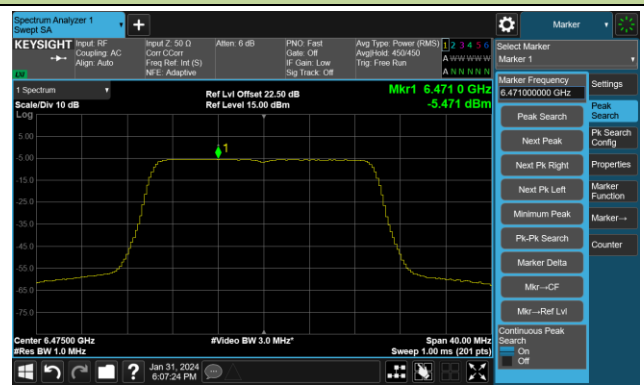 Spectrum Analyzer 1
Swept SA
+
Marker
KEYSIGHT Input: RF
Coupling: AC
Align: Auto
Input Z: 50 Ω
Corr CCorr
Freq Ref: Int (S)
NFE: Adaptive
Atten: 6 dB
PNO: Fast
Gate: Off
IF Gain: Low
Sig Track: Off
Avg Type: Power (RMS)
Avg|Hold: 450/450
Trig: Free Run
1 2 3 4 5 6
A W W W W W
A N N N N N
LW
Select Marker
Marker 1
1 Spectrum
Scale/Div 10 dB
Log
Ref Lvl Offset 22.50 dB
Ref Level 15.00 dBm
Mkr1 6.471 0 GHz
-5.471 dBm
5.00
-5.00
-15.0
-25.0
-35.0
-45.0
-55.0
-65.0
-75.0
1
Center 6.47500 GHz
#Res BW 1.0 MHz
#Video BW 3.0 MHz*
Span 40.00 MHz
Sweep 1.00 ms (201 pts)
Jan 31, 2024
6:07:24 PM
?
Marker Frequency
6.471000000 GHz
Peak Search
Next Peak
Next Pk Right
Next Pk Left
Minimum Peak
Pk-Pk Search
Marker Delta
Mkr→CF
Mkr→Ref Lvl
Continuous Peak
Search
On
Off
Settings
Peak
Search
Pk Search
Config
Properties
Marker
Function
Marker→
Counter